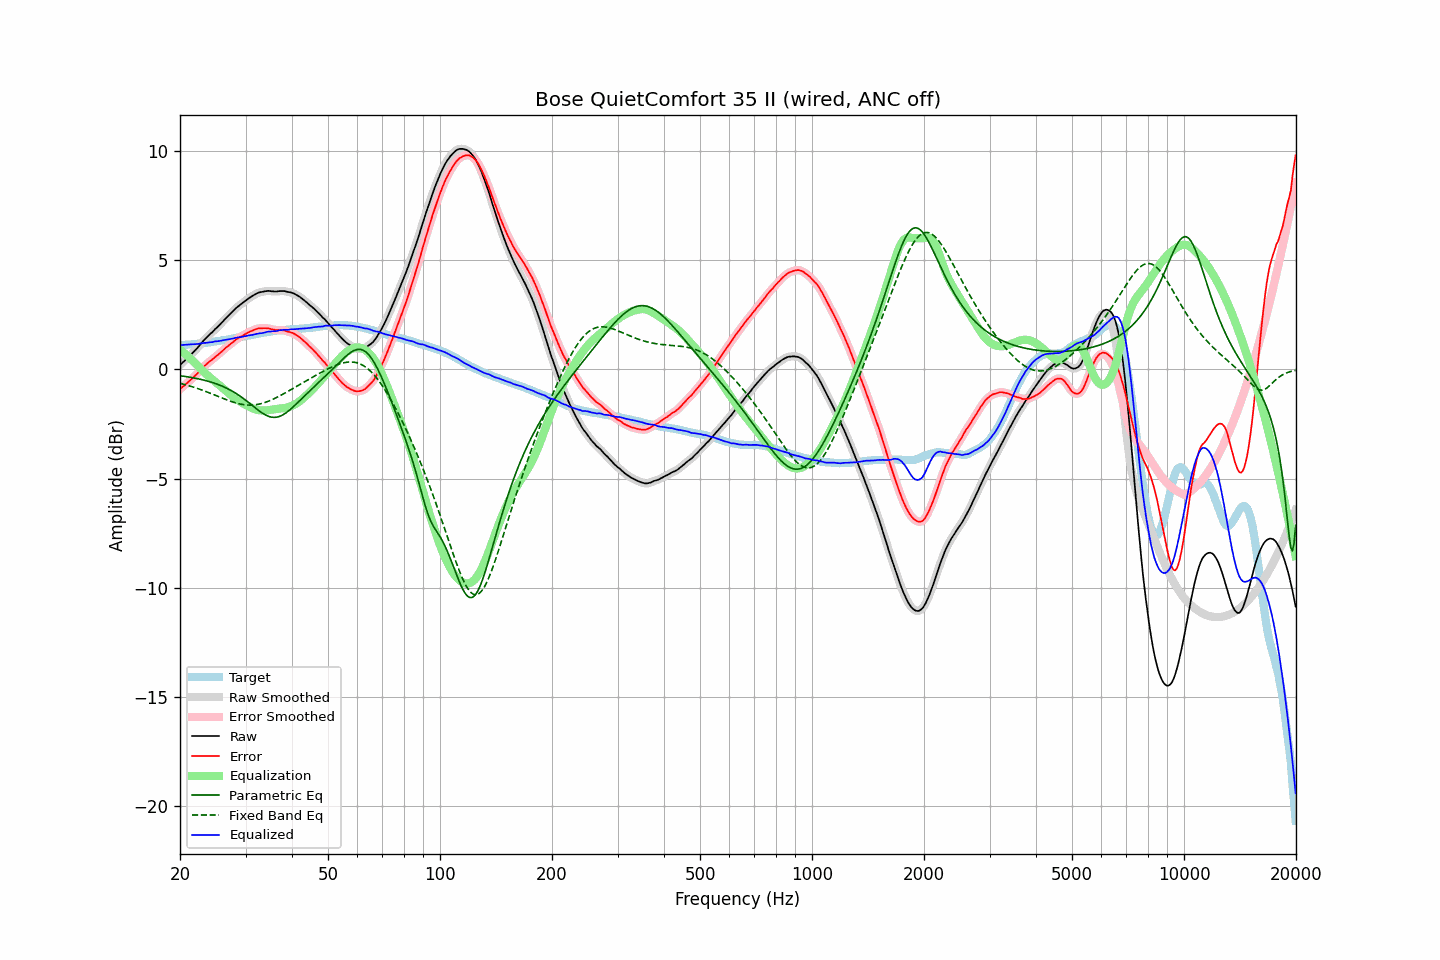 Bose QuietComfort 35 II (wired, ANC off)
10
5
0
−5
−10
−15
−20
Amplitude (dBr)
Target
Raw Smoothed
Error Smoothed
Raw
Error
Equalization
Parametric Eq
Fixed Band Eq
Equalized
20 50 100 200 500 1000 2000 5000 10000 20000
Frequency (Hz)